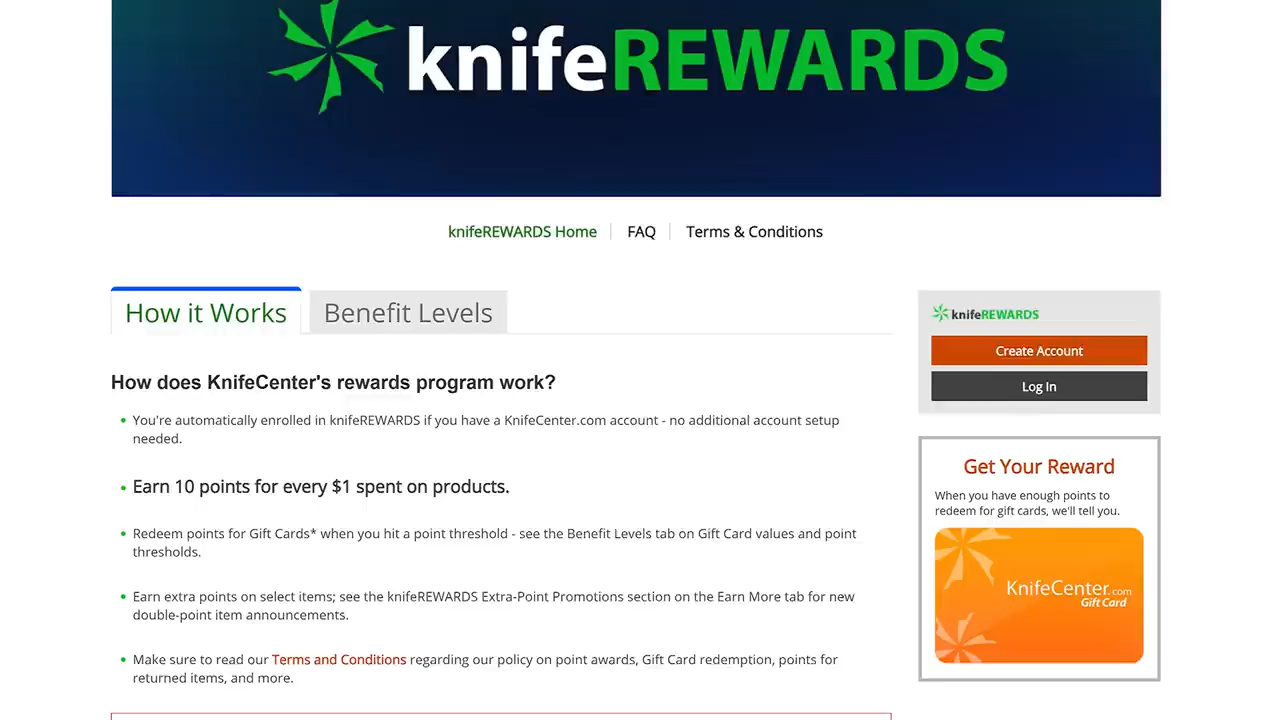 knifeREWARDS
knifeREWARDS Home
FAQ
Terms & Conditions
How it Works
Benefit Levels
How does KnifeCenter's rewards program work?
You're automatically enrolled in knifeREWARDS if you have a KnifeCenter.com account - no additional account setup
needed.
Earn 10 points for every $1 spent on products.
Redeem points for Gift Cards* when you hit a point threshold - see the Benefit Levels tab on Gift Card values and point
thresholds.
Earn extra points on select items; see the knifeREWARDS Extra-Point Promotions section on the Earn More tab for new
double-point item announcements.
Make sure to read our Terms and Conditions regarding our policy on point awards, Gift Card redemption, points for
returned items, and more.
knifeREWARDS
Create Account
Log In
Get Your Reward
When you have enough points to
redeem for gift cards, we'll tell you.
KnifeCenter.com
Gift Card